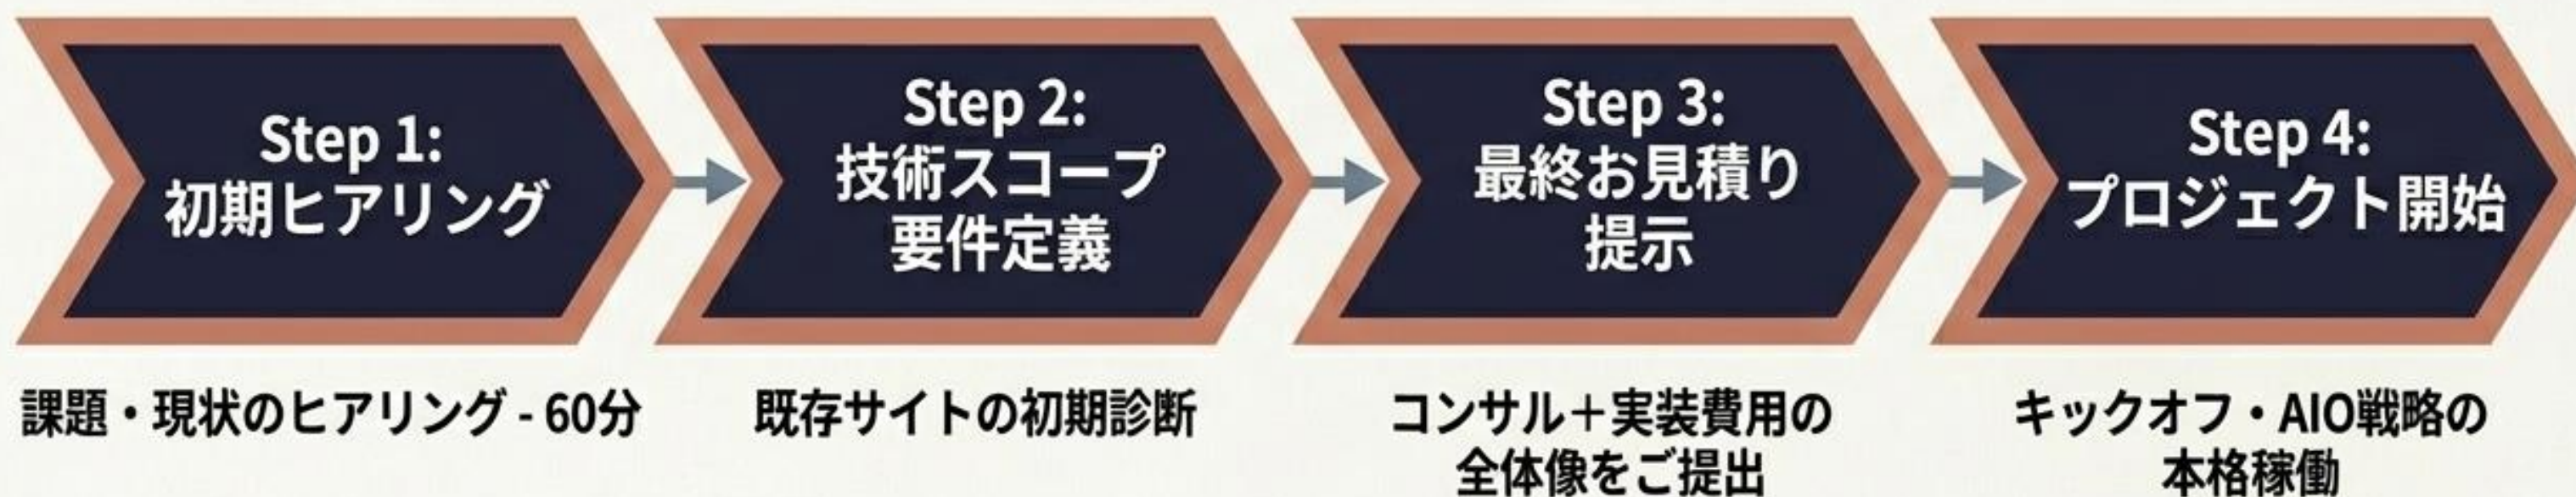 Step 1:
初期ヒアリング
課題・現状のヒアリング - 60分
Step 2:
技術スコープ
要件定義
既存サイトの初期診断
Step 3:
最終お見積り
提示
コンサル＋実装費用の
全体像をご提出
Step 4:
プロジェクト開始
キックオフ・AIO戦略の
本格稼働